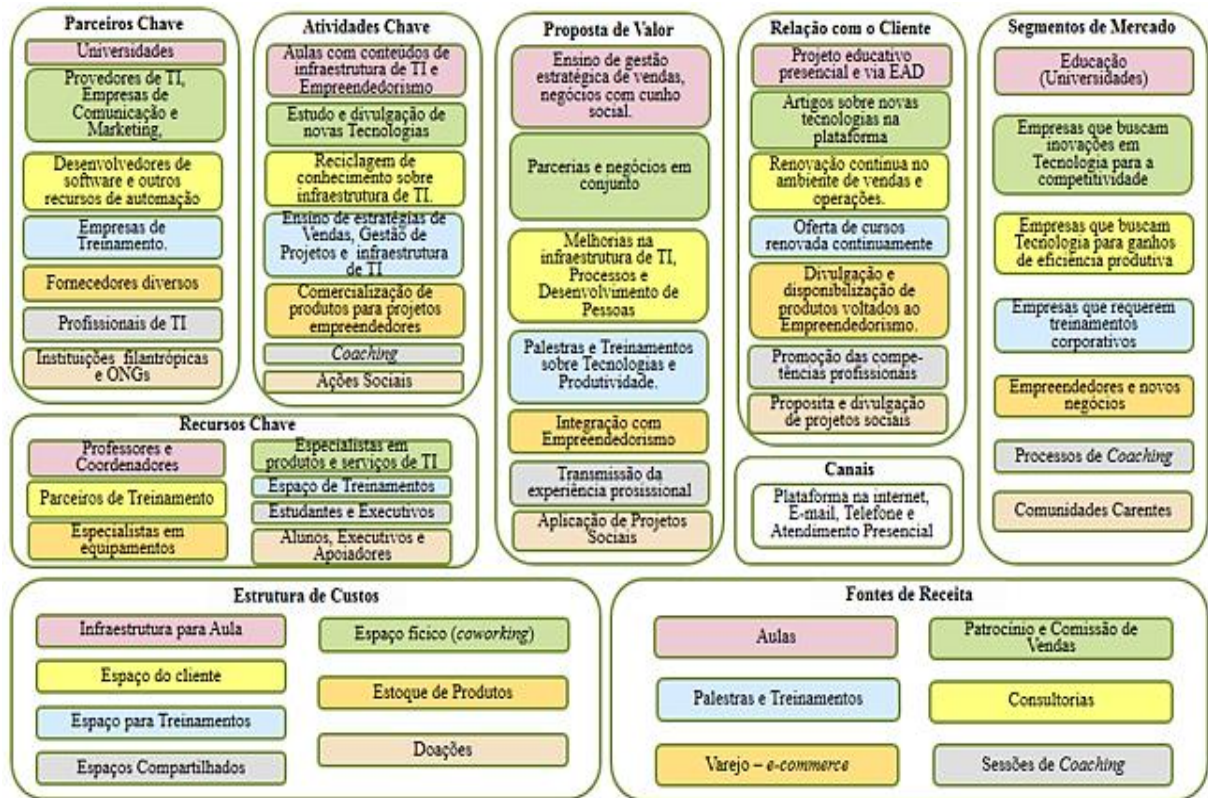 Parceiros Chave
Universidades
Provedores de TI,
Empresas de
Comunicação e
Marketing,
Desenvolvedores de
software e outros
recursos de automação
Empresas de
Treinamento.
Fornecedores diversos
Profissionais de TI
Instituições filantrópicas
e ONGs
Atividades Chave
Aulas com conteúdos de
infraestrutura de TI e
Empreendedorismo
Estudo e divulgação de
novas Tecnologias
Reciclagem de
conhecimento sobre
infraestrutura de TI.
Ensino de estratégias de
Vendas, Gestão de
Projetos e infraestrutura
de TI
Comercialização de
produtos para projetos
empreendedores
Coaching
Ações Sociais
Recursos Chave
Professores e
Coordenadores
Parceiros de Treinamento
Especialistas em
equipamentos
Especialistas em
produtos e serviços de TI
Espaço de Treinamentos
Estudantes e Executivos
Alunos, Executivos e
Apoiadores
Proposta de Valor
Ensino de gestão
estratégica de vendas,
negócios com cunho
social.
Parcerias e negócios em
conjunto
Melhorias na
infraestrutura de TI,
Processos e
Desenvolvimento de
Pessoas
Palestras e Treinamentos
sobre Tecnologias e
Produtividade.
Integração com
Empreendedorismo
Transmissão da
experiência prosissional
Aplicação de Projetos
Sociais
Relação com o Cliente
Projeto educativo
presencial e via EAD
Artigos sobre novas
tecnologias na
plataforma
Renovação contínua no
ambiente de vendas e
operações.
Oferta de cursos
renovada continuamente
Divulgação e
disponibilização de
produtos voltados ao
Empreendedorismo.
Promoção das compe-
tências profissionais
Proposita e divulgação
de projetos sociais
Canais
Plataforma na internet,
E-mail, Telefone e
Atendimento Presencial
Segmentos de Mercado
Educação
(Universidades)
Empresas que buscam
inovações em
Tecnologia para a
competitividade
Empresas que buscam
Tecnologia para ganhos
de eficiência produtiva
Empresas que requerem
treinamentos
corporativos
Empreendedores e novos
negócios
Processos de Coaching
Comunidades Carentes
Estrutura de Custos
Infraestrutura para Aula
Espaço do cliente
Espaço para Treinamentos
Espaços Compartilhados
Espaço fícico (coworking)
Estoque de Produtos
Doações
Fontes de Receita
Aulas
Palestras e Treinamentos
Varejo – e-commerce
Patrocínio e Comissão de
Vendas
Consultorias
Sessões de Coaching